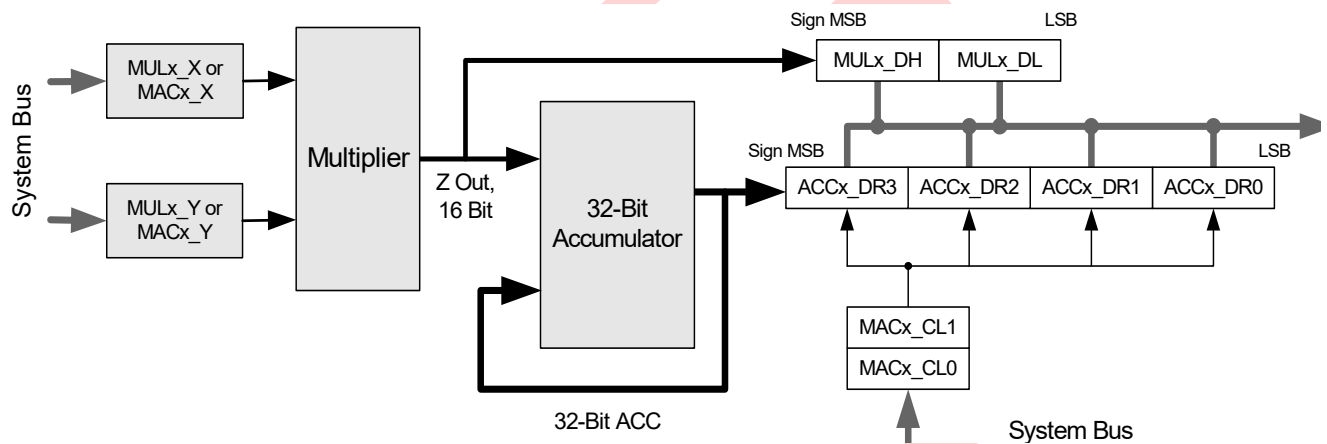 Sign MSB
LSB
MULx_DH
MULx_DL
System Bus
MULx_X or
MACx_X
Multiplier
MULx_Y or
MACx_Y
Z Out,
16 Bit
32-Bit
Accumulator
Sign MSB
LSB
ACCx_DR3
ACCx_DR2
ACCx_DR1
ACCx_DR0
MACx_CL1
MACx_CL0
32-Bit ACC
System Bus